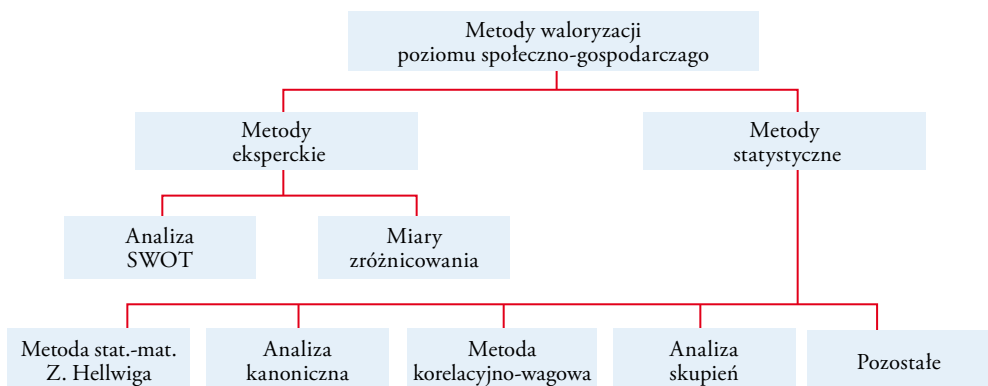 Metody waloryzacji
poziomu społeczno-gospodarczago
Metody
eksperckie
Metody
statystyczne
Analiza
SWOT
Miary
zróżnicowania
Metoda stat.-mat.
Z. Hellwiga
Analiza
kanoniczna
Metoda
korelacyjno-wagowa
Analiza
skupień
Pozostałe